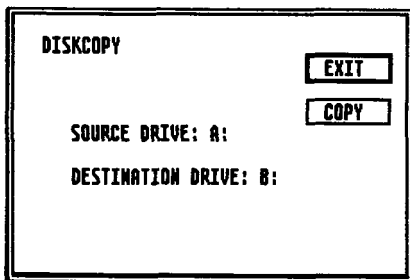 DISKCOPY
EXIT
COPY
SOURCE DRIVE: A:
DESTINATION DRIVE: B: